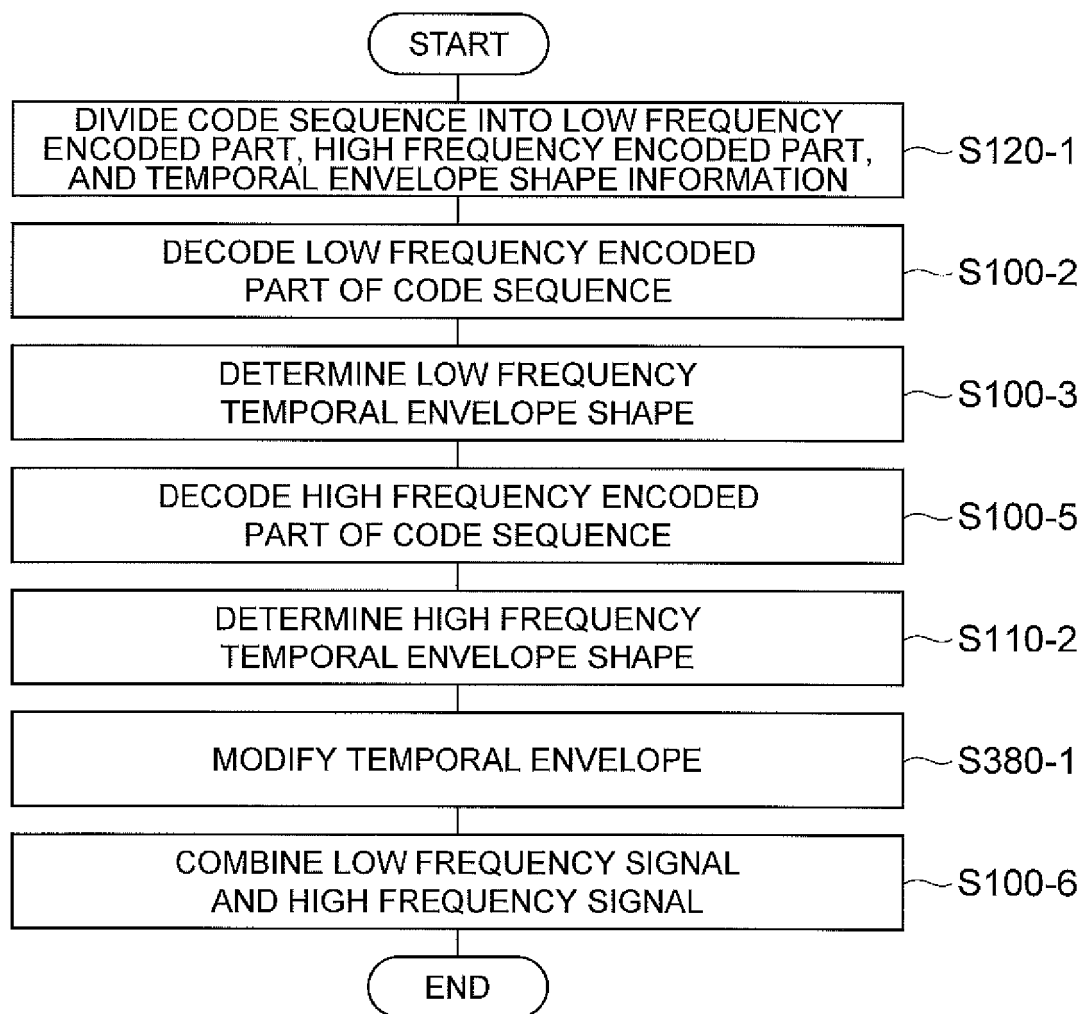 START
DIVIDE CODE SEQUENCE INTO LOW FREQUENCY
ENCODED PART, HIGH FREQUENCY ENCODED PART,
AND TEMPORAL ENVELOPE SHAPE INFORMATION
S120-1
DECODE LOW FREQUENCY ENCODED
PART OF CODE SEQUENCE
S100-2
DETERMINE LOW FREQUENCY
TEMPORAL ENVELOPE SHAPE
S100-3
DECODE HIGH FREQUENCY ENCODED
PART OF CODE SEQUENCE
S100-5
DETERMINE HIGH FREQUENCY
TEMPORAL ENVELOPE SHAPE
S110-2
MODIFY TEMPORAL ENVELOPE
S380-1
COMBINE LOW FREQUENCY SIGNAL
AND HIGH FREQUENCY SIGNAL
S100-6
END